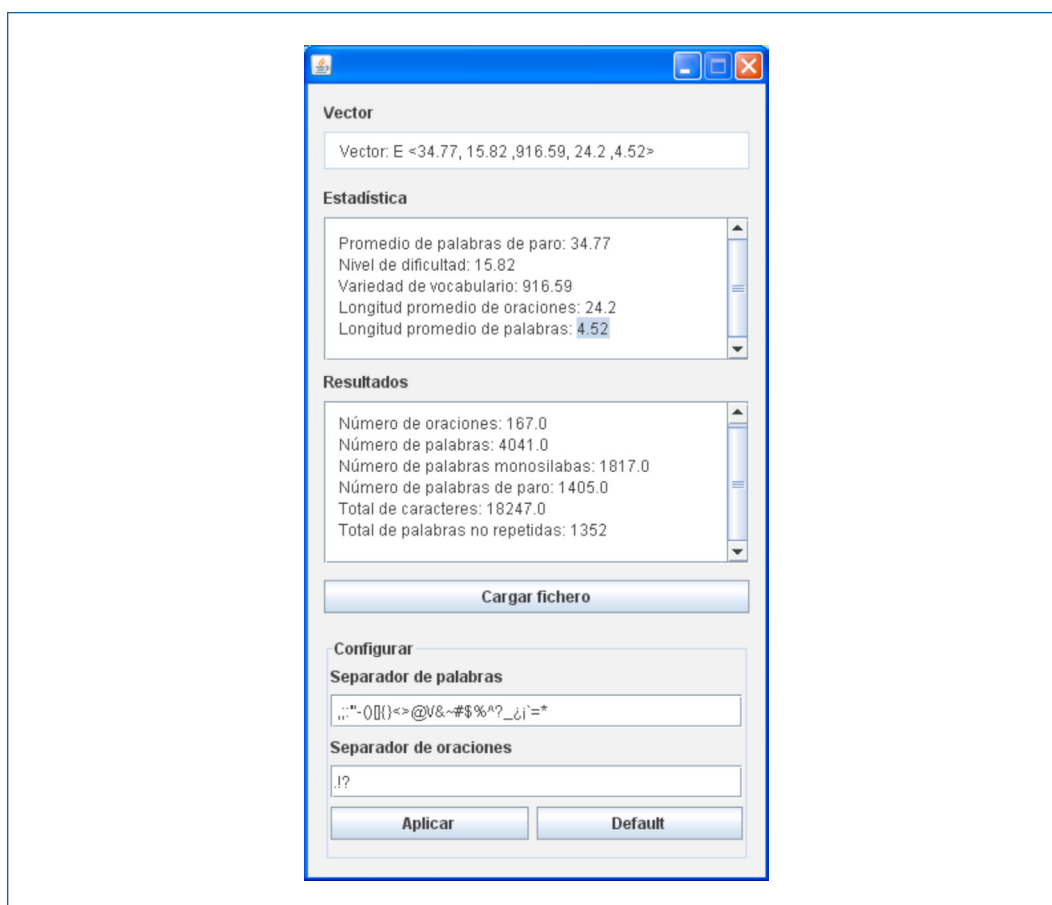 Vector
Vector: E <34.77, 15.82 ,916.59, 24.2 ,4.52>
Estadística
Promedio de palabras de paro: 34.77
Nivel de dificultad: 15.82
Variedad de vocabulario: 916.59
Longitud promedio de oraciones: 24.2
Longitud promedio de palabras: 4.52
Resultados
Número de oraciones: 167.0
Número de palabras: 4041.0
Número de palabras monosilabas: 1817.0
Número de palabras de paro: 1405.0
Total de caracteres: 18247.0
Total de palabras no repetidas: 1352
Cargar fichero
Configurar
Separador de palabras
.,;:"-()[]{}<>@\/&~#$%^?_¿¡`=*
Separador de oraciones
.!?
Aplicar Default